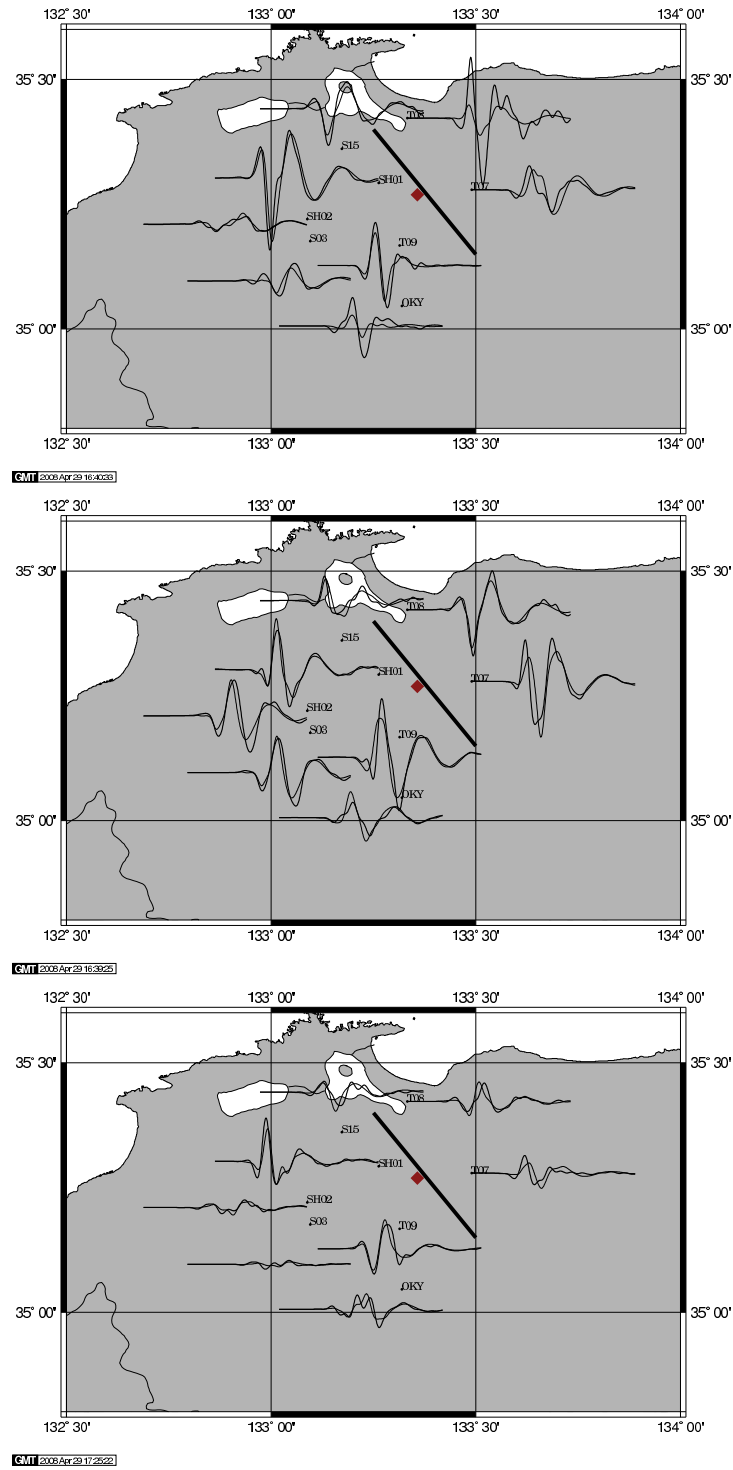 132° 30' 133° 00' 133° 30' 134° 00'
35° 30' 35° 30'
T08
S15
SH01
T07
SH02
S03
T09
OKY
35° 00' 35° 00'
132° 30' 133° 00' 133° 30' 134° 00'
GMT 2008 Apr 29 16:40:33
132° 30' 133° 00' 133° 30' 134° 00'
35° 30' 35° 30'
T08
S15
SH01
T07
SH02
S03
T09
OKY
35° 00' 35° 00'
132° 30' 133° 00' 133° 30' 134° 00'
GMT 2008 Apr 29 16:39:25
132° 30' 133° 00' 133° 30' 134° 00'
35° 30' 35° 30'
T08
S15
SH01
T07
SH02
S03
T09
OKY
35° 00' 35° 00'
132° 30' 133° 00' 133° 30' 134° 00'
GMT 2008 Apr 29 17:25:22